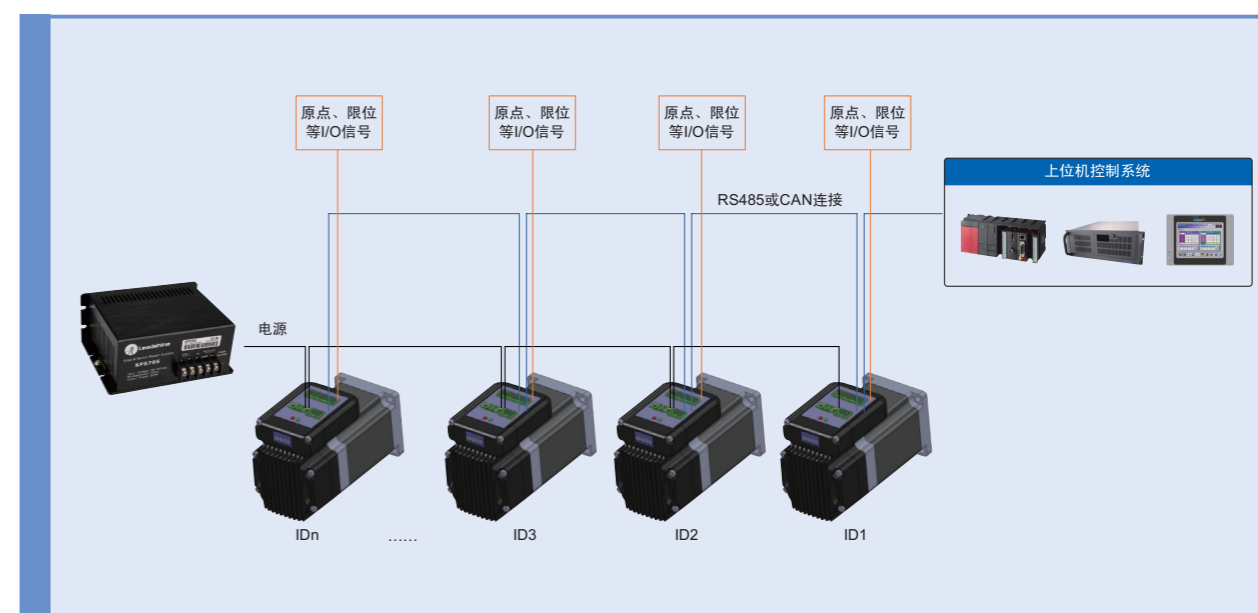 原点、限位
等I/O信号
原点、限位
等I/O信号
原点、限位
等I/O信号
原点、限位
等I/O信号
上位机控制系统
RS485或CAN连接
电源
Leadshine
SPS705
IDn
……
ID3
ID2
ID1